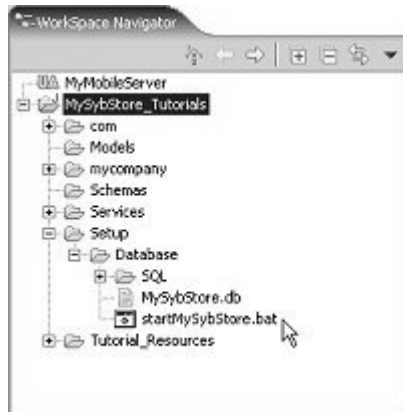 WorkSpace Navigator
MyMobileServer
MySybStore_Tutorials
com
Models
mycompany
Schemas
Services
Setup
Database
SQL
MySybStore.db
startMySybStore.bat
Tutorial_Resources